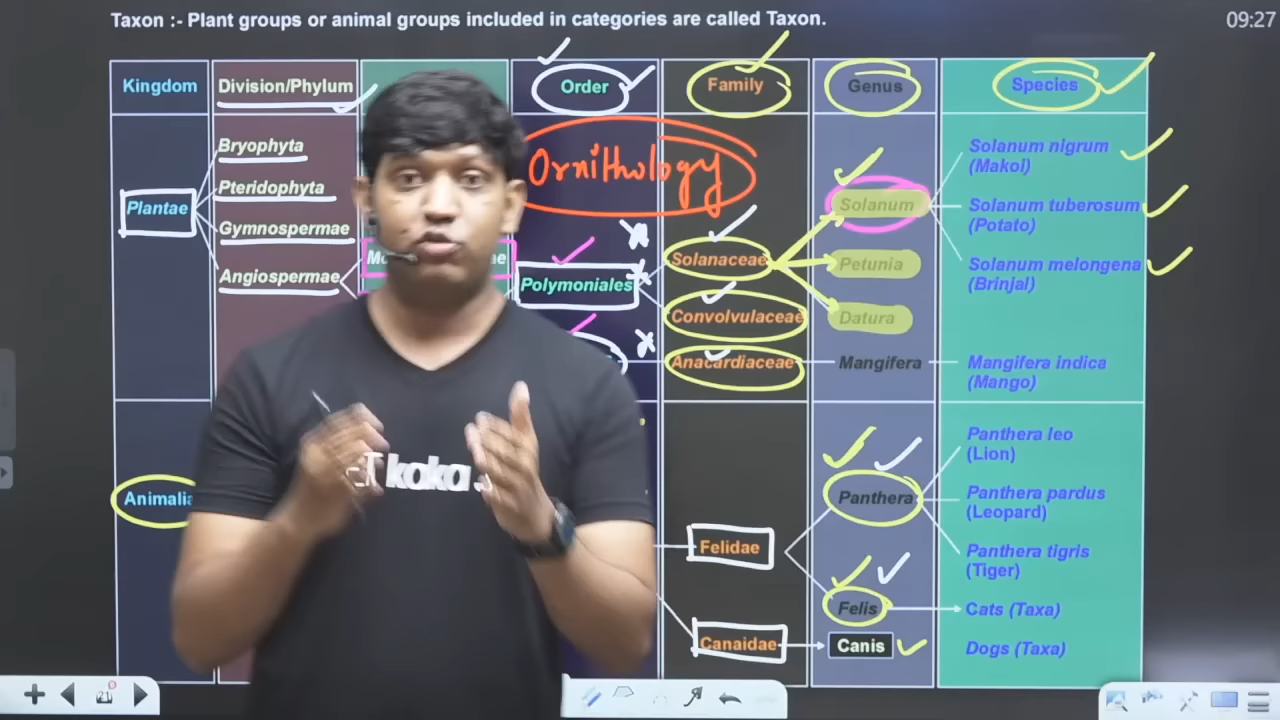 Taxon :- Plant groups or animal groups included in categories are called Taxon.
09:27
Kingdom
Division/Phylum
Order
Family
Genus
Species
Plantae
Bryophyta
Pteridophyta
Gymnospermae
Angiospermae
Ornithology
Polymoniales
Solanaceae
Convolvulaceae
Anacardiaceae
Solanum
Petunia
Datura
Mangifera
Solanum nigrum
(Makoi)
Solanum tuberosum
(Potato)
Solanum melongena
(Brinjal)
Mangifera indica
(Mango)
Animalia
Felidae
Canaidae
Panthera
Felis
Canis
Panthera leo
(Lion)
Panthera pardus
(Leopard)
Panthera tigris
(Tiger)
Cats (Taxa)
Dogs (Taxa)
kaka
21